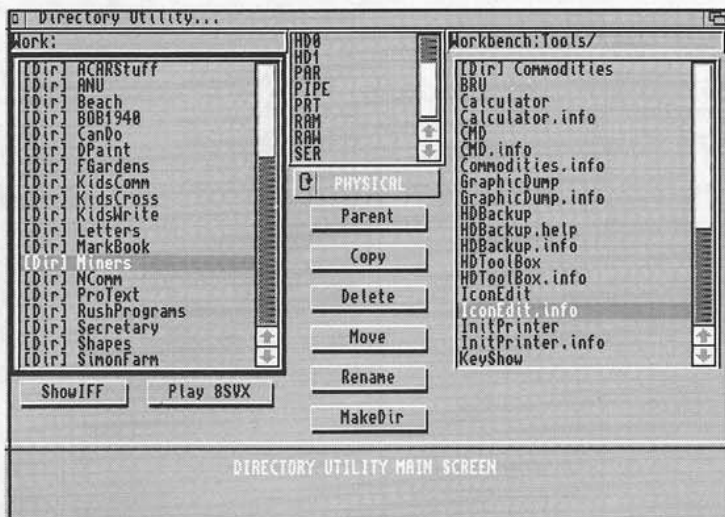 Directory Utility...
Work:
[Dir] ACARStuff
[Dir] ANU
[Dir] Beach
[Dir] BOB1940
[Dir] CanDo
[Dir] DPaint
[Dir] FGardens
[Dir] KidsComm
[Dir] KidsCross
[Dir] KidsWrite
[Dir] Letters
[Dir] MarkBook
[Dir] Miners
[Dir] NComm
[Dir] ProText
[Dir] RushPrograms
[Dir] Secretary
[Dir] Shapes
[Dir] SimonFarm
ShowIFF
Play 8SVX
HD0
HD1
PAR
PIPE
PRT
RAM
RAW
SER
PHYSICAL
Parent
Copy
Delete
Move
Rename
MakeDir
Workbench:Tools/
[Dir] Commodities
BRU
Calculator
Calculator.info
CMD
CMD.info
Commodities.info
GraphicDump
GraphicDump.info
HDBackup
HDBackup.help
HDBackup.info
HDToolBox
HDToolBox.info
IconEdit
IconEdit.info
InitPrinter
InitPrinter.info
KeyShow
DIRECTORY UTILITY MAIN SCREEN